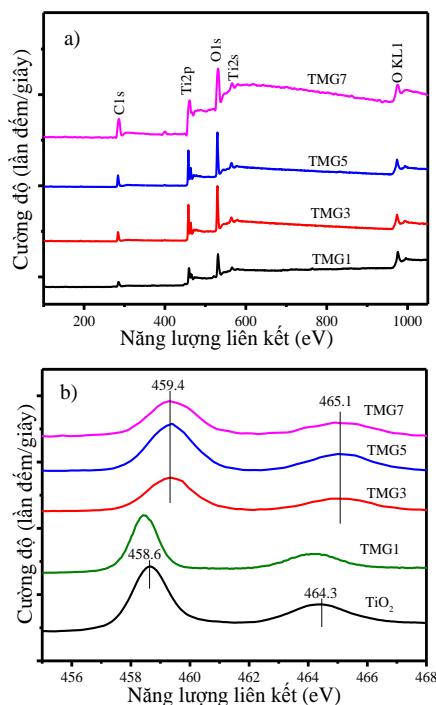 a)
C1s
Ti2p
O1s
Ti2s
O KL1
TMG7
TMG5
TMG3
TMG1
Cường độ (lần đếm/giây)
200 400 600 800 1000
Năng lượng liên kết (eV)
b)
459.4
465.1
TMG7
TMG5
TMG3
TMG1
458.6
464.3
TiO₂
Cường độ (lần đếm/giây)
456 458 460 462 464 466 468
Năng lượng liên kết (eV)